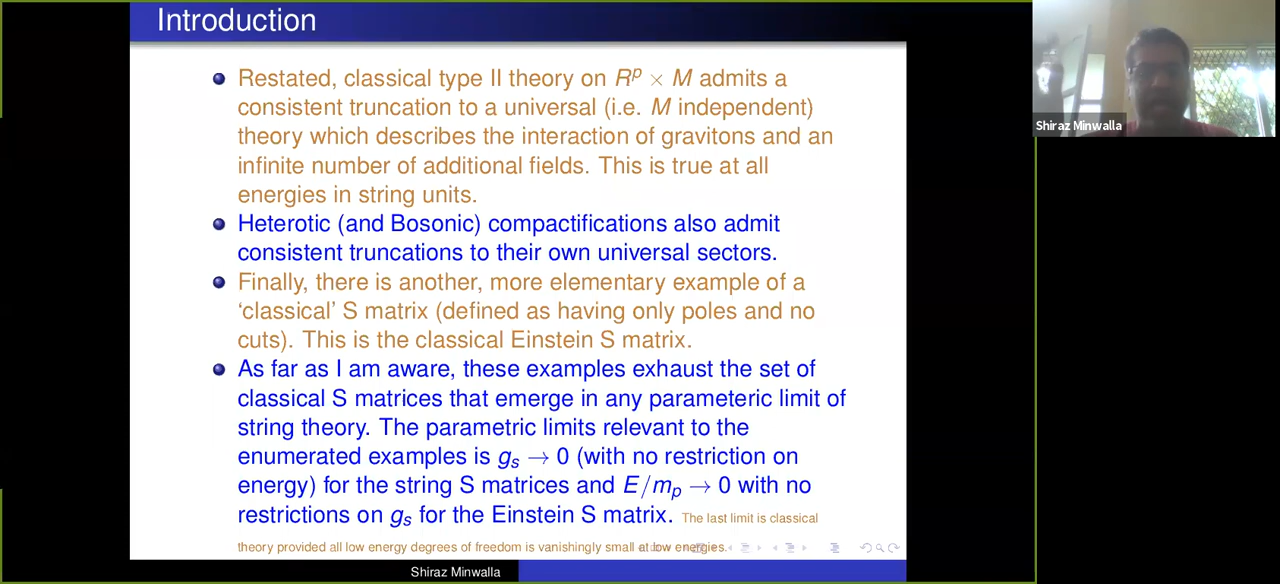 Introduction
Restated, classical type II theory on R^p × M admits a
consistent truncation to a universal (i.e. M independent)
theory which describes the interaction of gravitons and an
infinite number of additional fields. This is true at all
energies in string units.
Heterotic (and Bosonic) compactifications also admit
consistent truncations to their own universal sectors.
Finally, there is another, more elementary example of a
‘classical’ S matrix (defined as having only poles and no
cuts). This is the classical Einstein S matrix.
As far as I am aware, these examples exhaust the set of
classical S matrices that emerge in any parameteric limit of
string theory. The parametric limits relevant to the
enumerated examples is g_s → 0 (with no restriction on
energy) for the string S matrices and E/m_p → 0 with no
restrictions on g_s for the Einstein S matrix. The last limit is classical
theory provided all low energy degrees of freedom is vanishingly small at low energies.
Shiraz Minwalla
Shiraz Minwalla